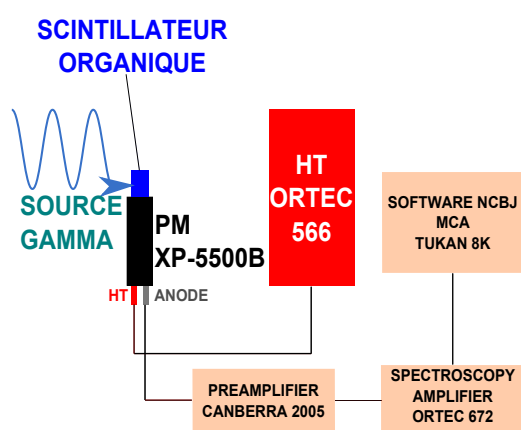 SCINTILLATEUR
ORGANIQUE
SOURCE
GAMMA
PM
XP-5500B
HT
ANODE
HT
ORTEC
566
SOFTWARE NCBJ
MCA
TUKAN 8K
PREAMPLIFIER
CANBERRA 2005
SPECTROSCOPY
AMPLIFIER
ORTEC 672